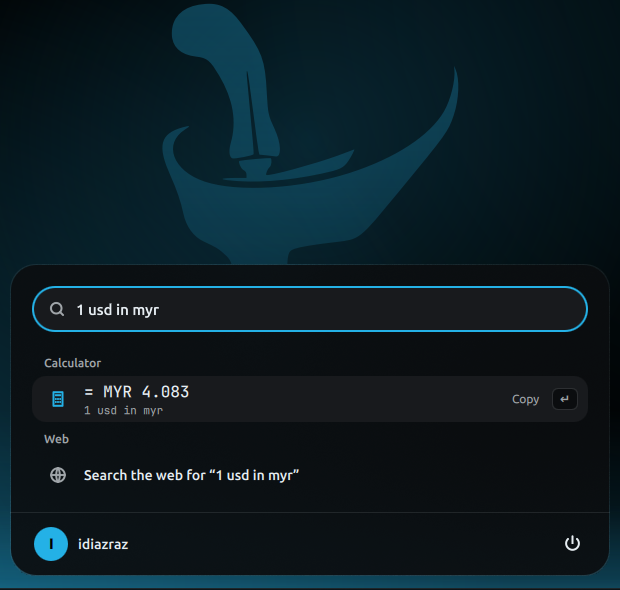 1 usd in myr
Calculator
= MYR 4.083
1 usd in myr
Copy ↵
Web
Search the web for “1 usd in myr”
I idiazraz